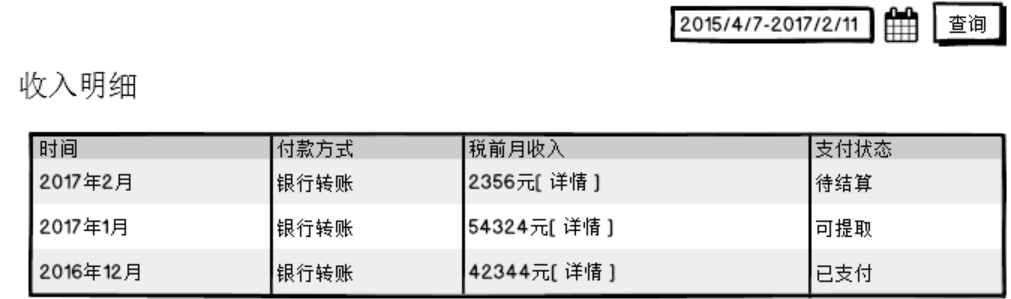 2015/4/7-2017/2/11 查询
收入明细
时间 付款方式 税前月收入 支付状态
2017年2月 银行转账 2356元[ 详情 ] 待结算
2017年1月 银行转账 54324元[ 详情 ] 可提取
2016年12月 银行转账 42344元[ 详情 ] 已支付